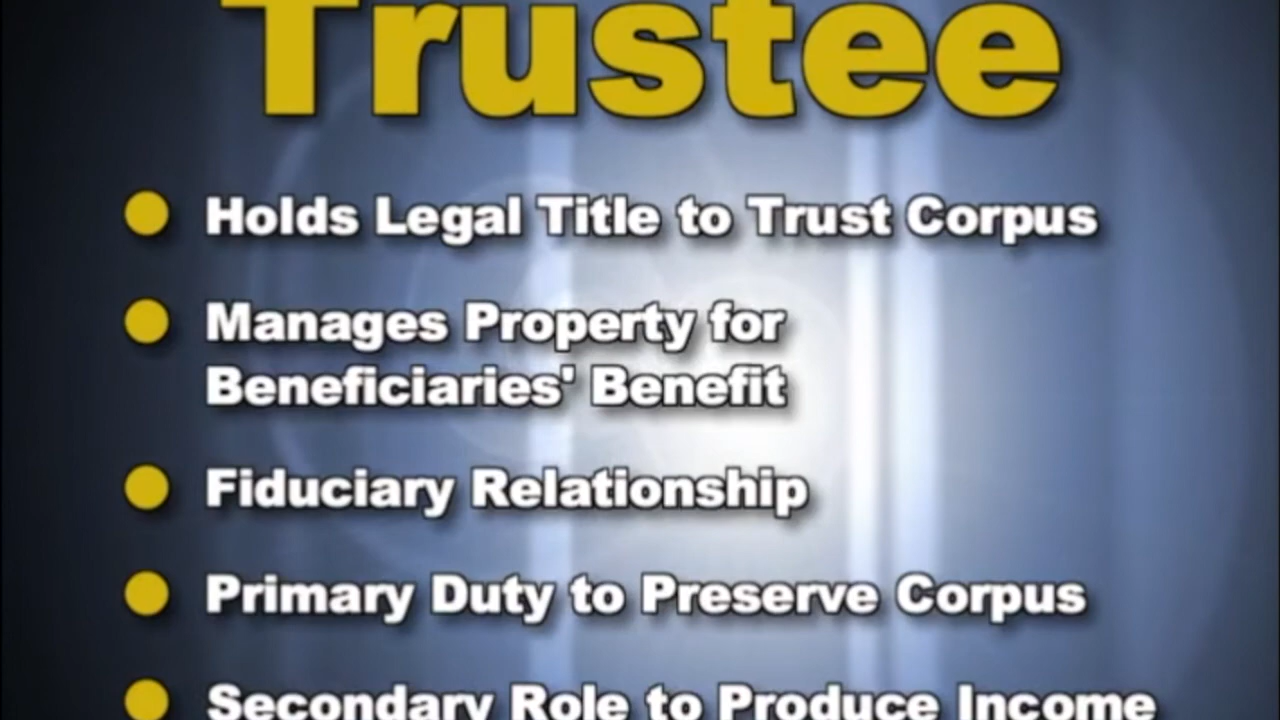 Trustee
Holds Legal Title to Trust Corpus
Manages Property for
Beneficiaries' Benefit
Fiduciary Relationship
Primary Duty to Preserve Corpus
Secondary Role to Produce Income